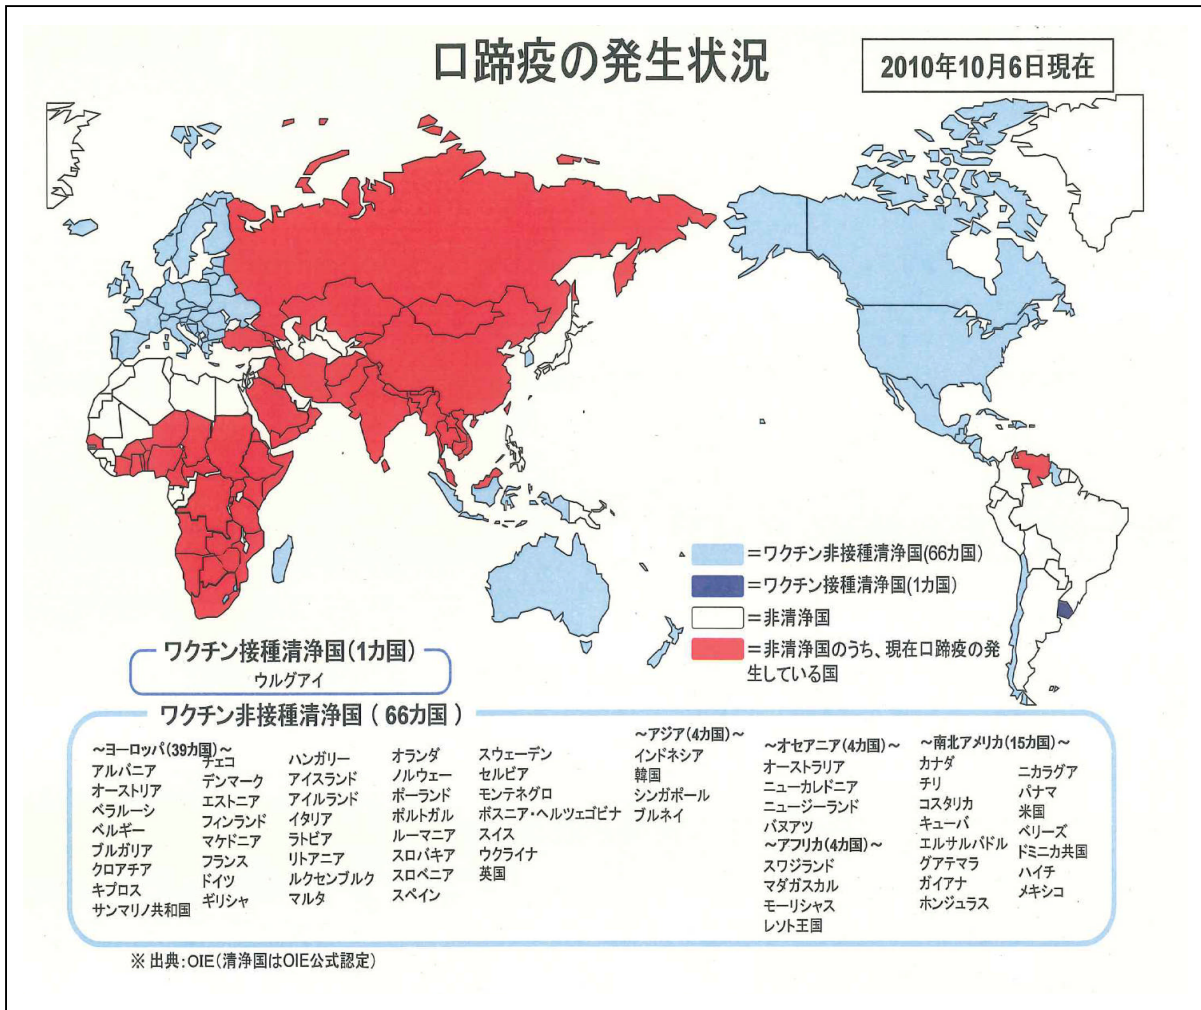 口蹄疫の発生状況
2010年10月6日現在
=ワクチン非接種清浄国(66カ国)
=ワクチン接種清浄国(1カ国)
=非清浄国
=非清浄国のうち、現在口蹄疫の発
生している国
ワクチン接種清浄国(1カ国)
ウルグアイ
ワクチン非接種清浄国( 66カ国 )
~ヨーロッパ(39カ国)~
アルバニア
オーストリア
ベラルーシ
ベルギー
ブルガリア
クロアチア
キプロス
サンマリノ共和国
チェコ
デンマーク
エストニア
フィンランド
マケドニア
フランス
ドイツ
ギリシャ
ハンガリー
アイスランド
アイルランド
イタリア
ラトビア
リトアニア
ルクセンブルク
マルタ
オランダ
ノルウェー
ポーランド
ポルトガル
ルーマニア
スロバキア
スロベニア
スペイン
スウェーデン
セルビア
モンテネグロ
ボスニア・ヘルツェゴビナ
スイス
ウクライナ
英国
~アジア(4カ国)~
インドネシア
韓国
シンガポール
ブルネイ
~オセアニア(4カ国)~
オーストラリア
ニューカレドニア
ニュージーランド
バヌアツ
~アフリカ(4カ国)~
スワジランド
マダガスカル
モーリシャス
レソト王国
~南北アメリカ(15カ国)~
カナダ
チリ
コスタリカ
キューバ
エルサルバドル
グアテマラ
ガイアナ
ホンジュラス
ニカラグア
パナマ
米国
ベリーズ
ドミニカ共国
ハイチ
メキシコ
※ 出典:OIE(清浄国はOIE公式認定)